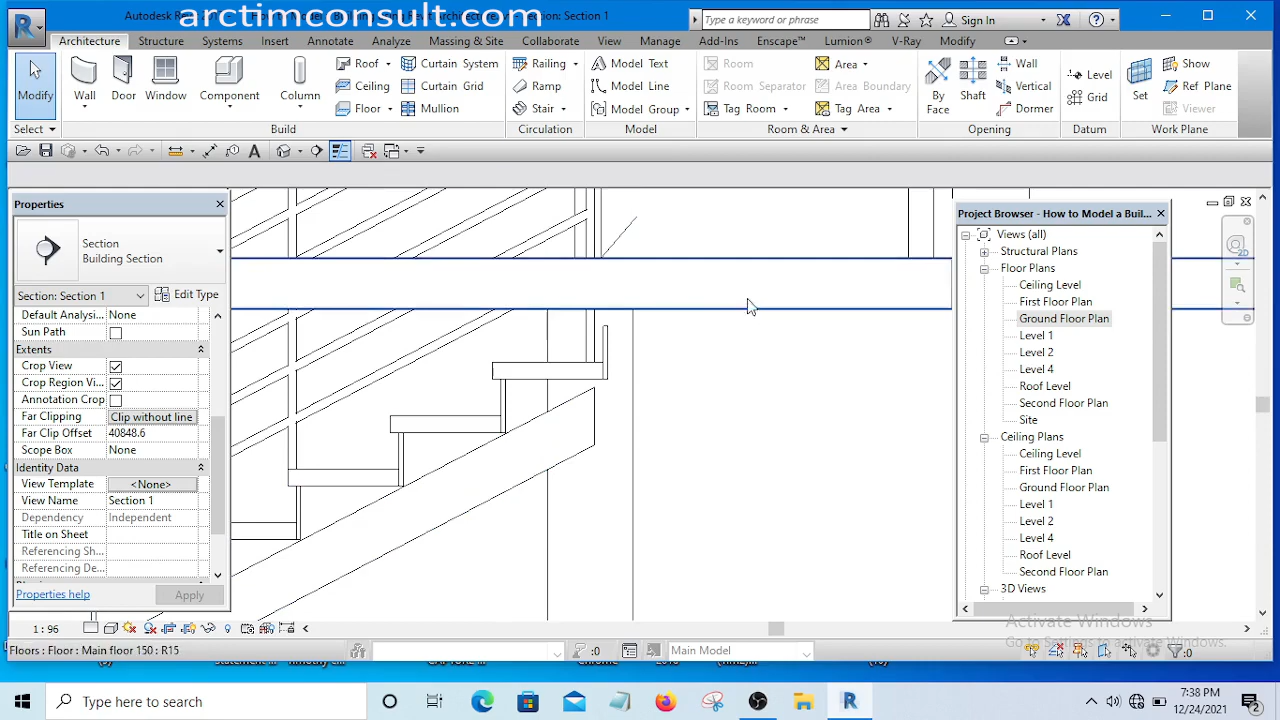 arctimconsult.com
Autodesk Re
Section: Section 1
Type a keyword or phrase
Sign In
Architecture Structure Systems Insert Annotate Analyze Massing & Site Collaborate View Manage Add-Ins Enscape™ Lumion® V-Ray Modify
Modify Wall Door Window Component Column
Roof Curtain System Railing Model Text Room Area Wall Level Show
Ceiling Curtain Grid Ramp Model Line Room Separator Area Boundary By Face Shaft Vertical Grid Set Ref Plane
Floor Mullion Stair Model Group Tag Room Tag Area Dormer Viewer
Select Build Circulation Model Room & Area Opening Datum Work Plane
Properties
Section
Building Section
Section: Section 1 Edit Type
Default Analysi... None
Sun Path
Extents
Crop View
Crop Region Vi...
Annotation Crop
Far Clipping Clip without line
Far Clip Offset 40848.6
Scope Box None
Identity Data
View Template <None>
View Name Section 1
Dependency Independent
Title on Sheet
Referencing Sh...
Referencing De...
Properties help Apply
Project Browser - How to Model a Buil...
Views (all)
Structural Plans
Floor Plans
Ceiling Level
First Floor Plan
Ground Floor Plan
Level 1
Level 2
Level 4
Roof Level
Second Floor Plan
Site
Ceiling Plans
Ceiling Level
First Floor Plan
Ground Floor Plan
Level 1
Level 2
Level 4
Roof Level
Second Floor Plan
3D Views
2D
Activate Windows
Go to Settings to activate Windows.
1 : 96
Floors : Floor : Main floor 150 : R15
:0
Main Model
:0
Type here to search
7:38 PM
12/24/2021
2